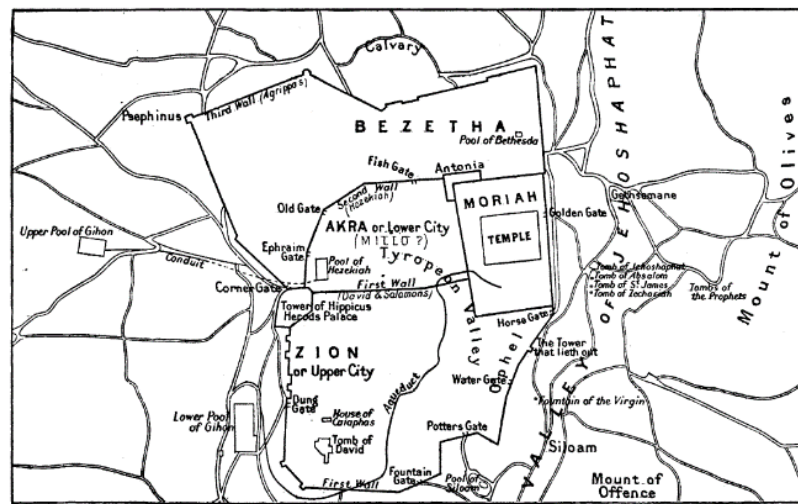 Calvary
Psephinus
Third Wall (Agrippas)
BEZETHA
Pool of Bethesda
Fish Gate
Antonia
Second Wall
(Hezekiah)
Old Gate
MORIAH
TEMPLE
Golden Gate
Gethsemane
VALLEY OF JEHOSHAPHAT
Mount of Olives
AKRA or Lower City
(MILLO?)
Upper Pool of Gihon
Conduit
Ephraim
Gate
Pool of
Hezekiah
Tyropeon Valley
Corner Gate
First Wall
(David & Solomons)
Tomb of Jehoshaphat
Tomb of Absalom
Tomb of St. James
Tomb of Zachariah
Tombs of
the Prophets
Tower of Hippicus
Herods Palace
Horse Gate
Ophel
The Tower
that lieth out
ZION
or Upper City
Aqueduct
Water Gate
Fountain of the Virgin
Dung
Gate
House of
Caiaphas
Lower Pool
of Gihon
Tomb of
David
Potters Gate
Siloam
First Wall
Fountain
Gate
Pool of
Siloam
Mount of
Offence